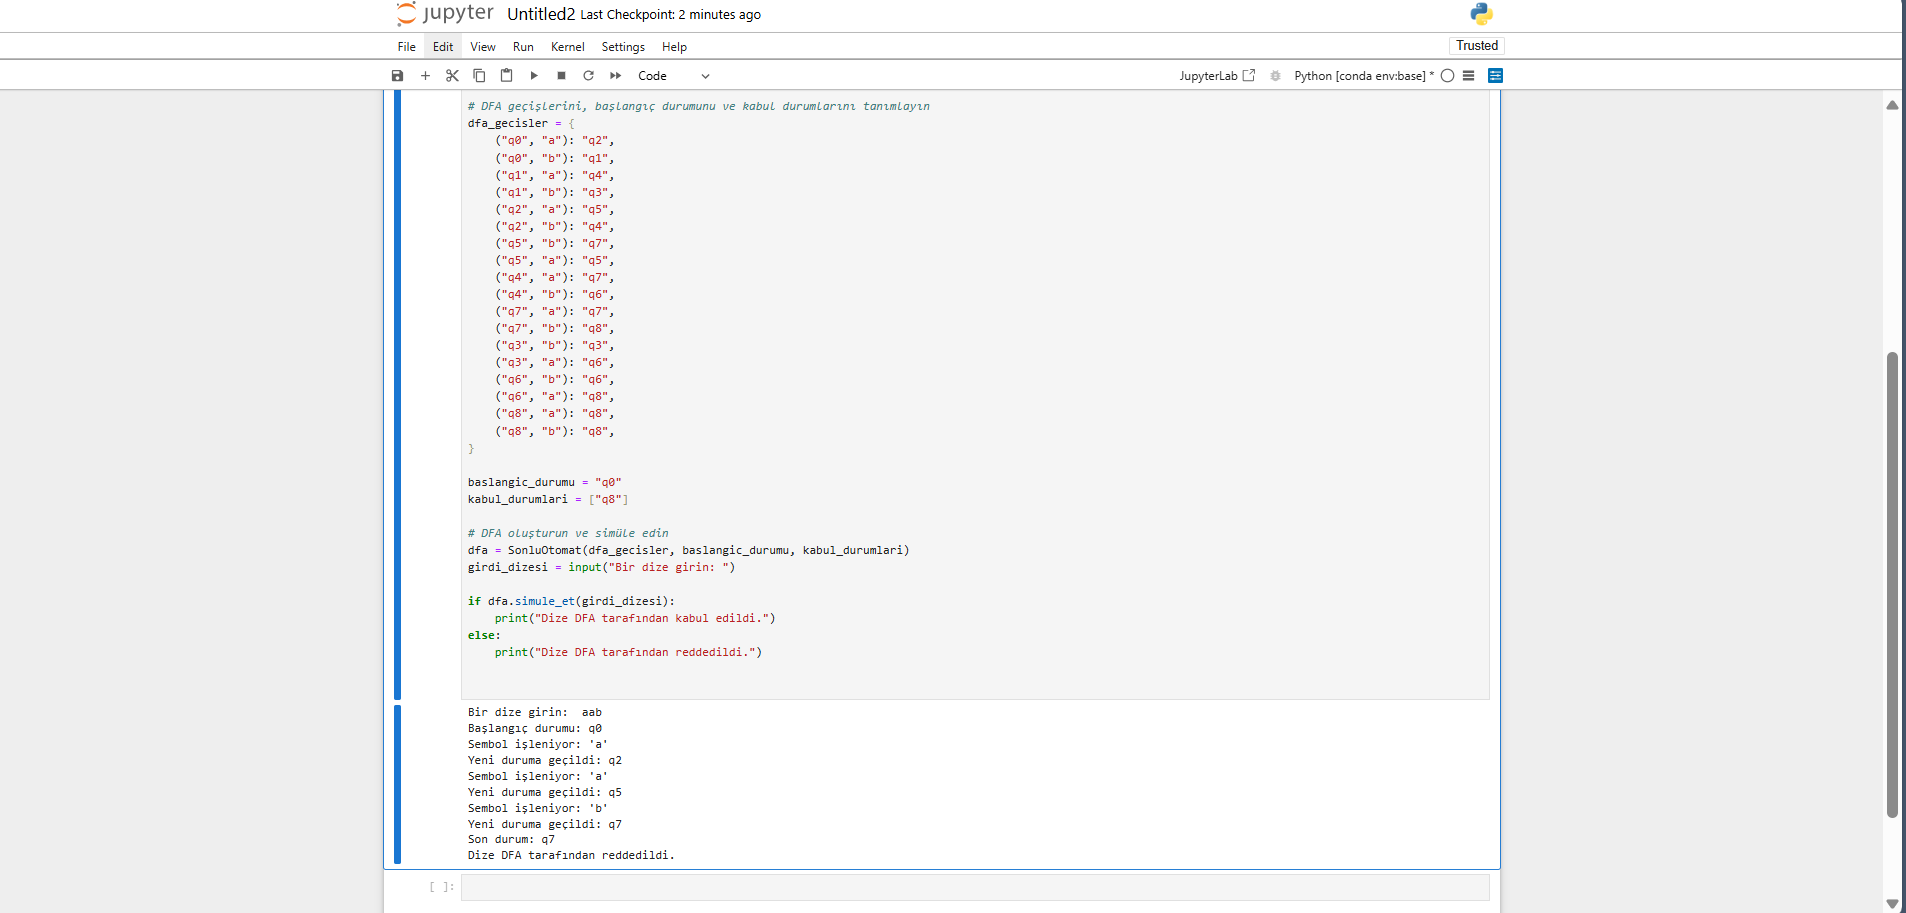 jupyter Untitled2 Last Checkpoint: 2 minutes ago
File Edit View Run Kernel Settings Help Trusted
Code JupyterLab Python [conda env:base] *
# DFA geçişlerini, başlangıç durumunu ve kabul durumlarını tanımlayın
dfa_gecisler = {
    ("q0", "a"): "q2",
    ("q0", "b"): "q1",
    ("q1", "a"): "q4",
    ("q1", "b"): "q3",
    ("q2", "a"): "q5",
    ("q2", "b"): "q4",
    ("q5", "b"): "q7",
    ("q5", "a"): "q5",
    ("q4", "a"): "q7",
    ("q4", "b"): "q6",
    ("q7", "a"): "q7",
    ("q7", "b"): "q8",
    ("q3", "b"): "q3",
    ("q3", "a"): "q6",
    ("q6", "b"): "q6",
    ("q6", "a"): "q8",
    ("q8", "a"): "q8",
    ("q8", "b"): "q8",
}
baslangic_durumu = "q0"
kabul_durumlari = ["q8"]
# DFA oluşturun ve simüle edin
dfa = SonluOtomat(dfa_gecisler, baslangic_durumu, kabul_durumlari)
girdi_dizesi = input("Bir dize girin: ")
if dfa.simule_et(girdi_dizesi):
    print("Dize DFA tarafından kabul edildi.")
else:
    print("Dize DFA tarafından reddedildi.")
Bir dize girin:  aab
Başlangıç durumu: q0
Sembol işleniyor: 'a'
Yeni duruma geçildi: q2
Sembol işleniyor: 'a'
Yeni duruma geçildi: q5
Sembol işleniyor: 'b'
Yeni duruma geçildi: q7
Son durum: q7
Dize DFA tarafından reddedildi.
[ ]: